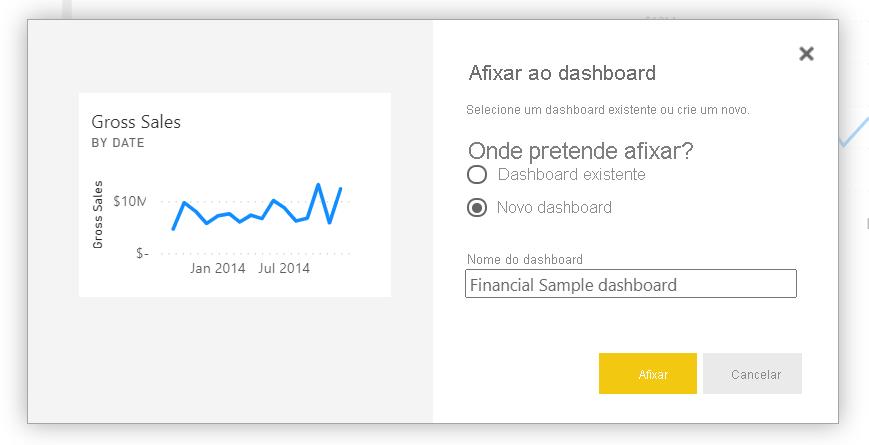 Gross Sales
BY DATE
Gross Sales
$10M
$-
Jan 2014 Jul 2014
Afixar ao dashboard
Selecione um dashboard existente ou crie um novo.
Onde pretende afixar?
Dashboard existente
Novo dashboard
Nome do dashboard
Financial Sample dashboard
Afixar Cancelar